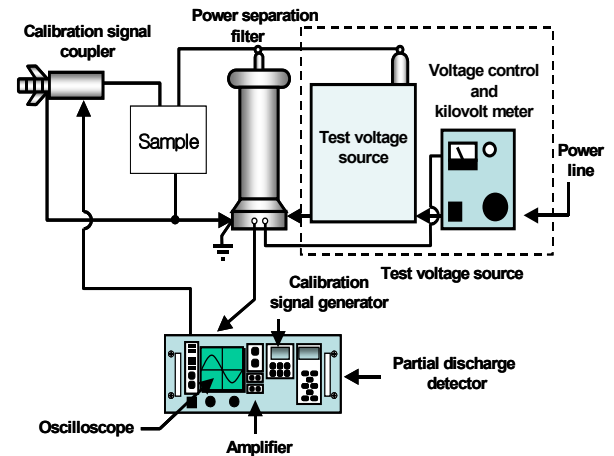 Power separation
filter
Calibration signal
coupler
Voltage control
and
kilovolt meter
Sample
Test voltage
source
Power
line
Test voltage source
Calibration
signal generator
Partial discharge
detector
Oscilloscope
Amplifier